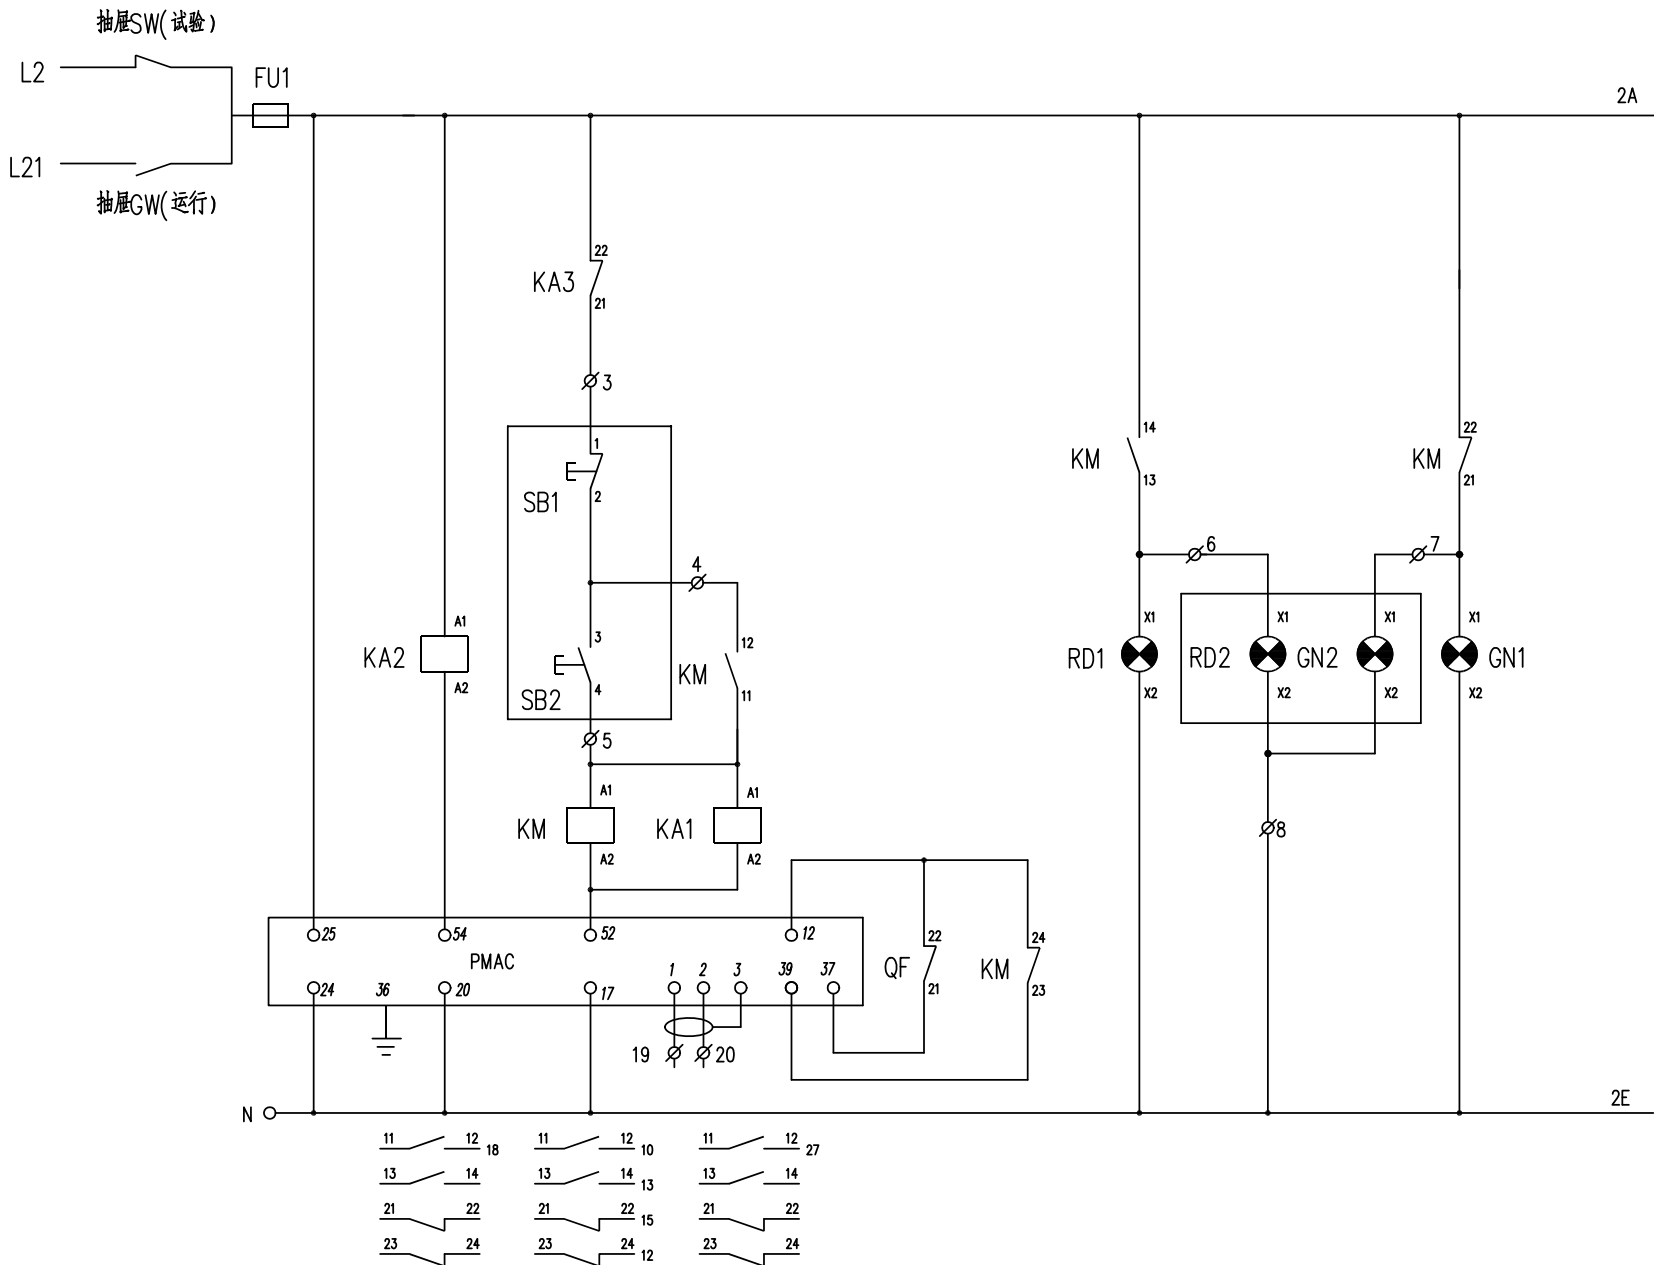 抽屉SW(试验)
L2
FU1
2A
L21
抽屉GW(运行)
22
KA3
21
3
1
SB1
2
14
KM
13
22
KM
21
4
6
7
3
SB2
4
12
KM
11
A1
KA2
A2
X1
RD1
X2
X1
RD2
X2
X1
GN2
X2
X1
GN1
X2
5
A1
KM
A2
A1
KA1
A2
8
25
54
52
12
PMAC
24
36
20
17
1
2
3
39
37
22
QF
21
24
KM
23
19
20
N
2E
11 12 18
11 12 10
11 12 27
13 14
13 14 13
13 14
21 22
21 22 15
21 22
23 24
23 24 12
23 24